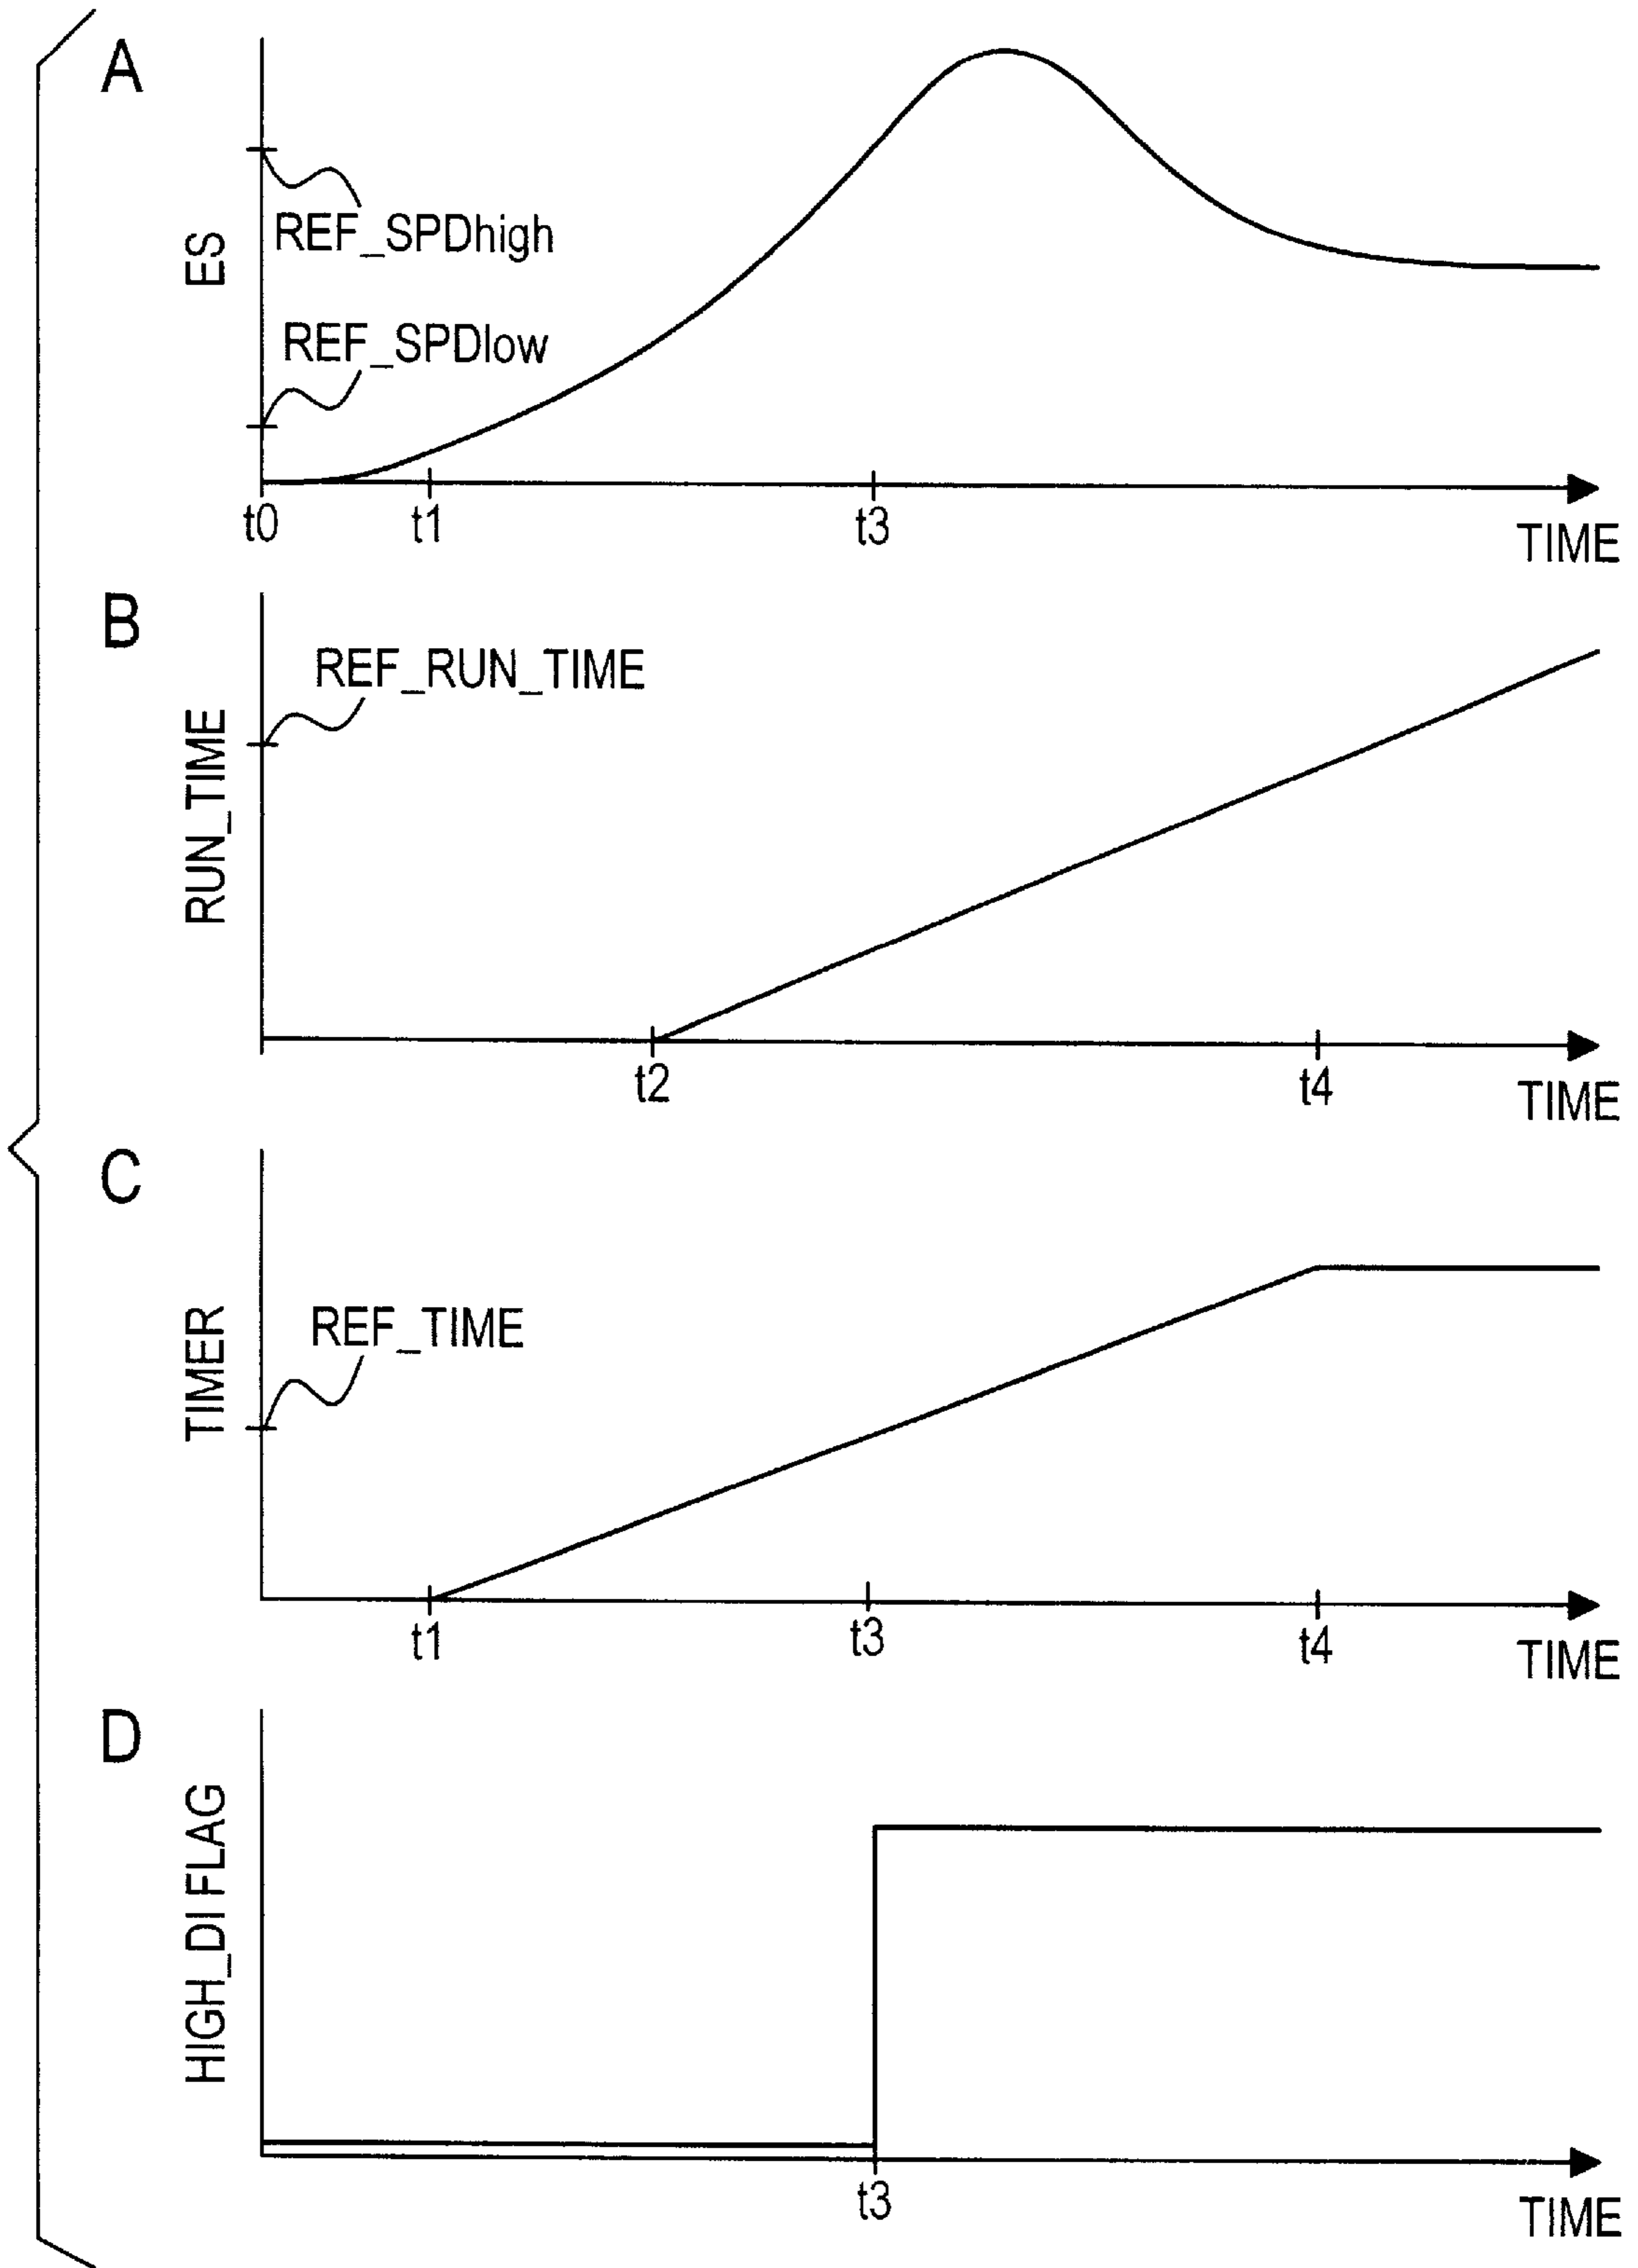 A
ES
REF_SPDhigh
REF_SPDlow
t0
t1
t3
TIME
B
RUN_TIME
REF_RUN_TIME
t2
t4
TIME
C
TIMER
REF_TIME
t1
t3
t4
TIME
D
HIGH_DI FLAG
t3
TIME